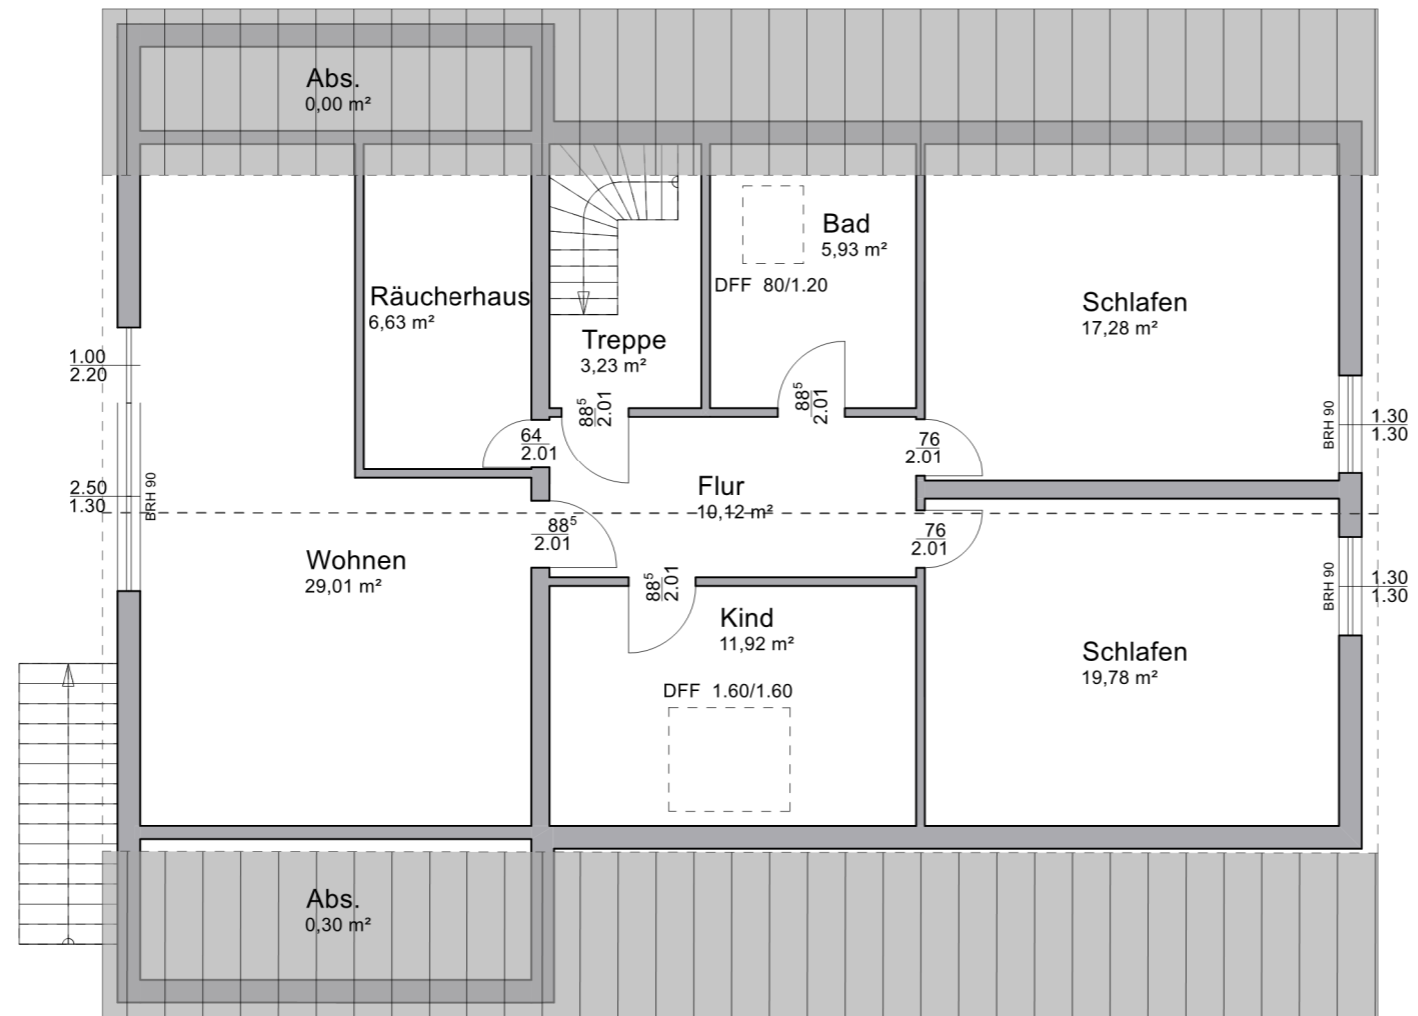 Abs.
0,00 m²
Bad
5,93 m²
DFF 80/1.20
Räucherhaus
6,63 m²
Schlafen
17,28 m²
Treppe
3,23 m²
1.00
2.20
88⁵
2.01
88⁵
2.01
BRH 90
1.30
1.30
64
2.01
76
2.01
Flur
10,12 m²
2.50
1.30
BRH 90
88⁵
2.01
76
2.01
Wohnen
29,01 m²
88⁵
2.01
BRH 90
1.30
1.30
Kind
11,92 m²
Schlafen
19,78 m²
DFF 1.60/1.60
Abs.
0,30 m²